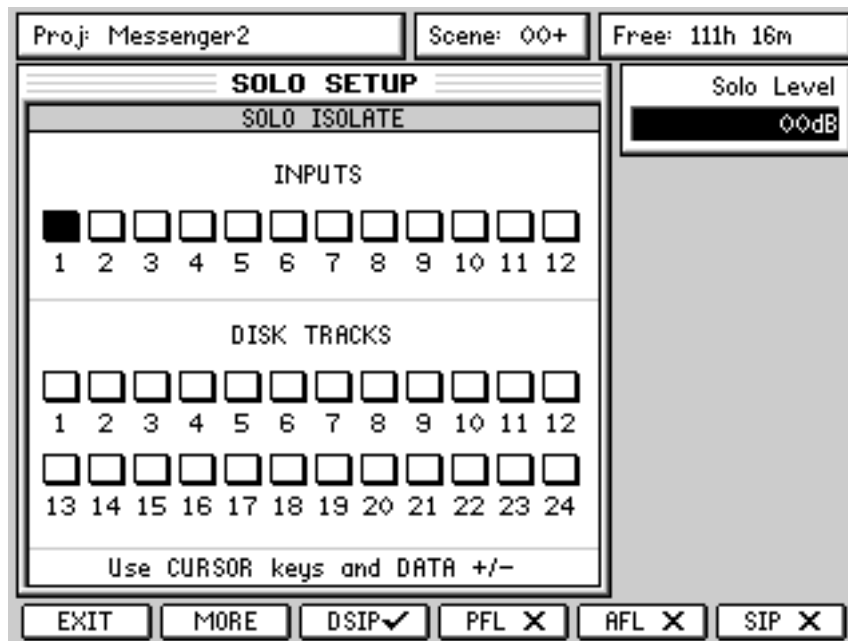 Proj: Messenger2
Scene: 00+
Free: 111h 16m
SOLO SETUP
Solo Level
00dB
SOLO ISOLATE
INPUTS
1 2 3 4 5 6 7 8 9 10 11 12
DISK TRACKS
1 2 3 4 5 6 7 8 9 10 11 12
13 14 15 16 17 18 19 20 21 22 23 24
Use CURSOR keys and DATA +/-
EXIT MORE DSIP✓ PFL X AFL X SIP X